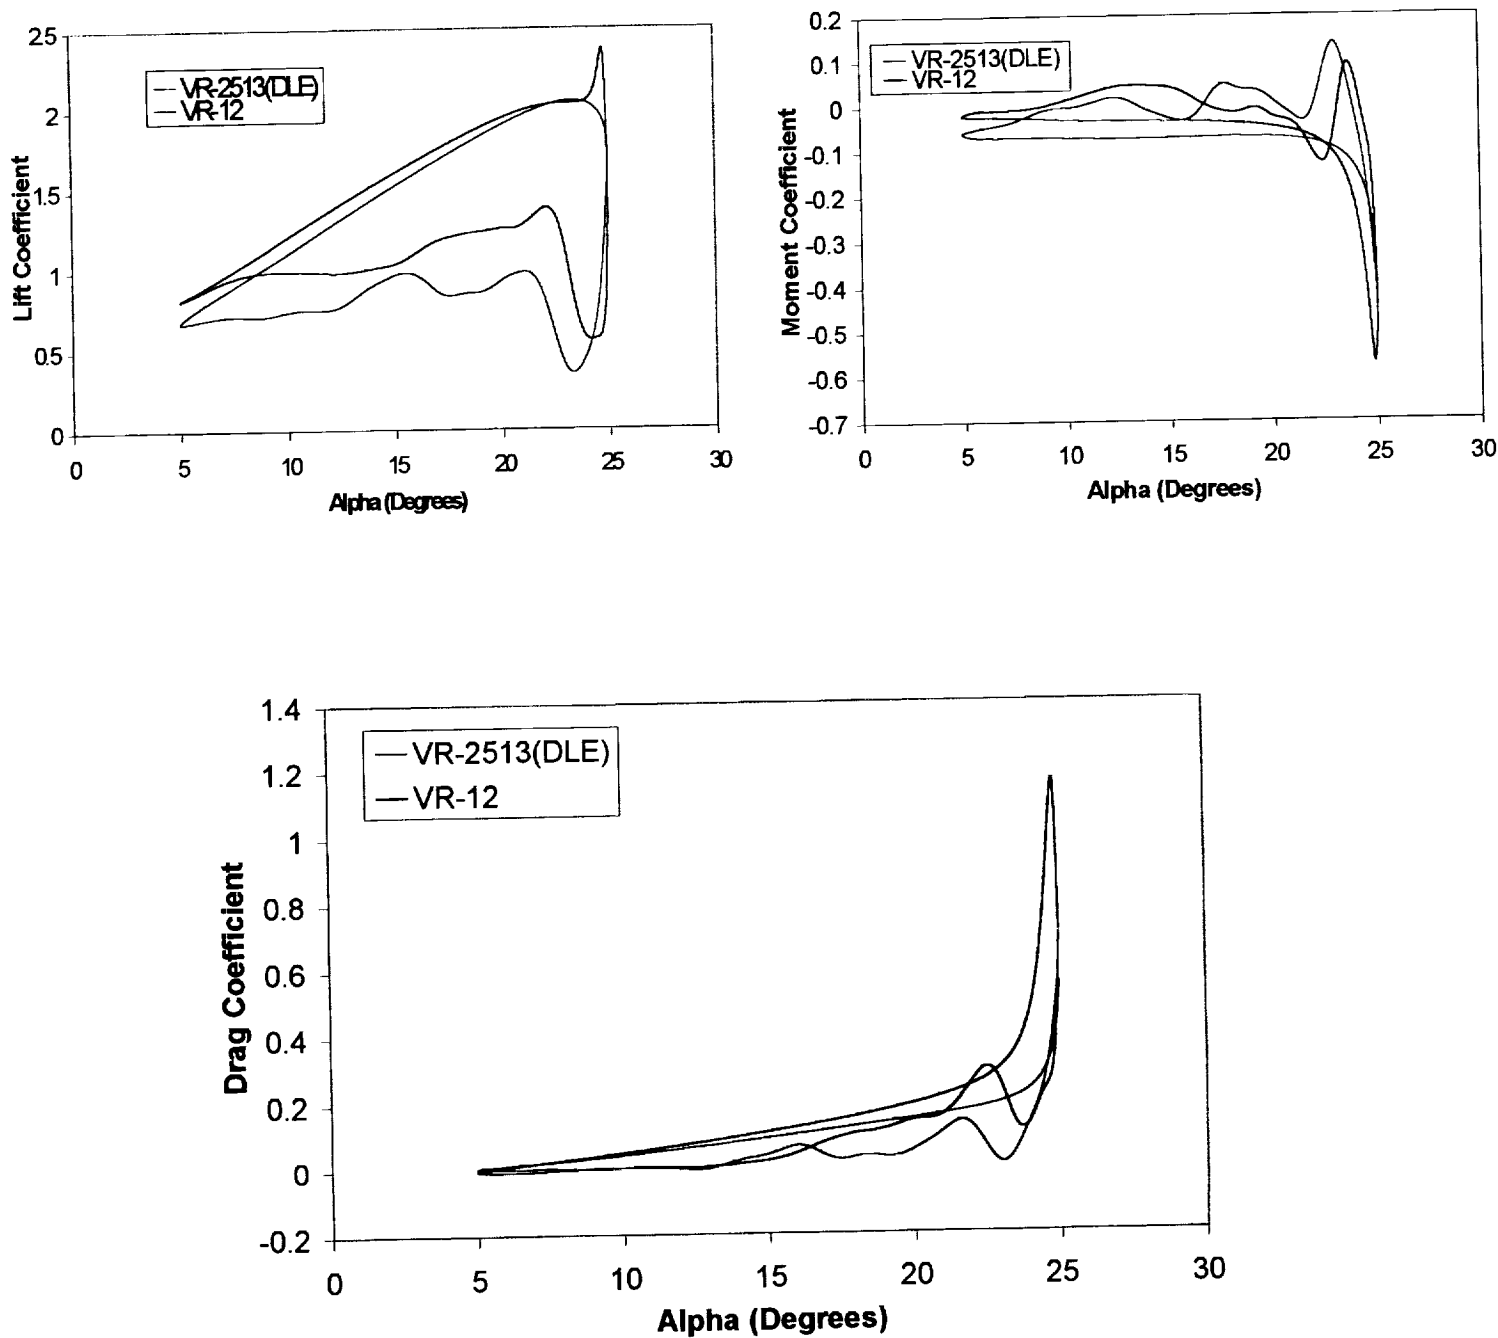 25
2
1.5
1
0.5
0
Lift Coefficient
VR-2513(DLE)
VR-12
0 5 10 15 20 25 30
Alpha (Degrees)
0.2
0.1
0
-0.1
-0.2
-0.3
-0.4
-0.5
-0.6
-0.7
Moment Coefficient
VR-2513(DLE)
VR-12
0 5 10 15 20 25 30
Alpha (Degrees)
1.4
1.2
1
0.8
0.6
0.4
0.2
0
-0.2
Drag Coefficient
VR-2513(DLE)
VR-12
0 5 10 15 20 25 30
Alpha (Degrees)